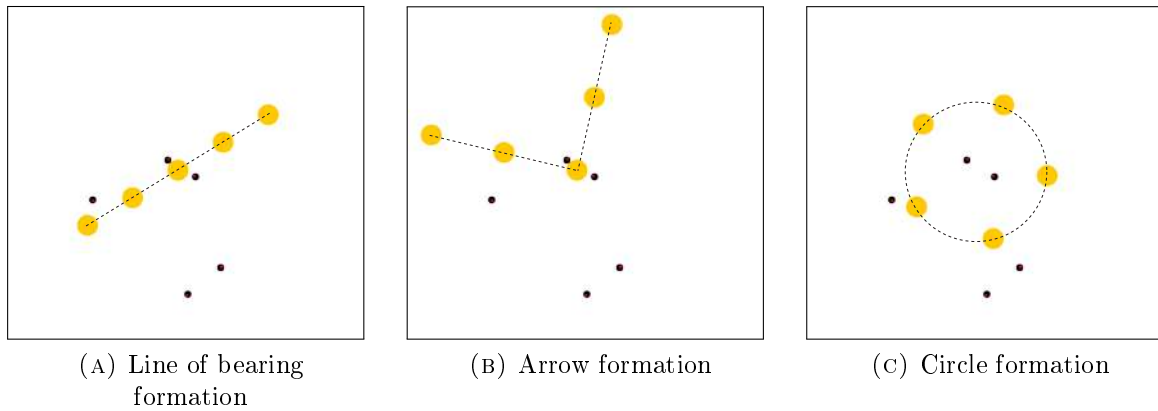 (A) Line of bearing
formation
(B) Arrow formation
(C) Circle formation